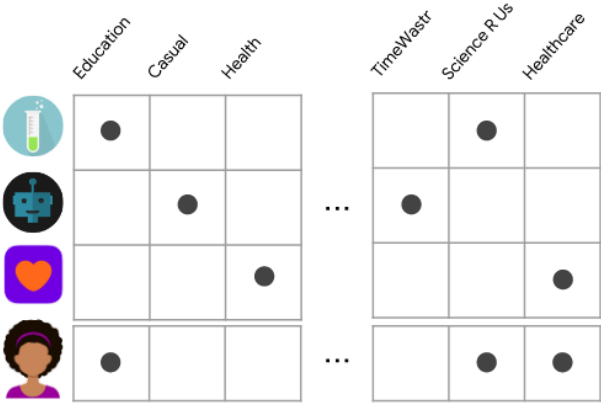 Education
Casual
Health
TimeWastr
Science R Us
Healthcare
...
...